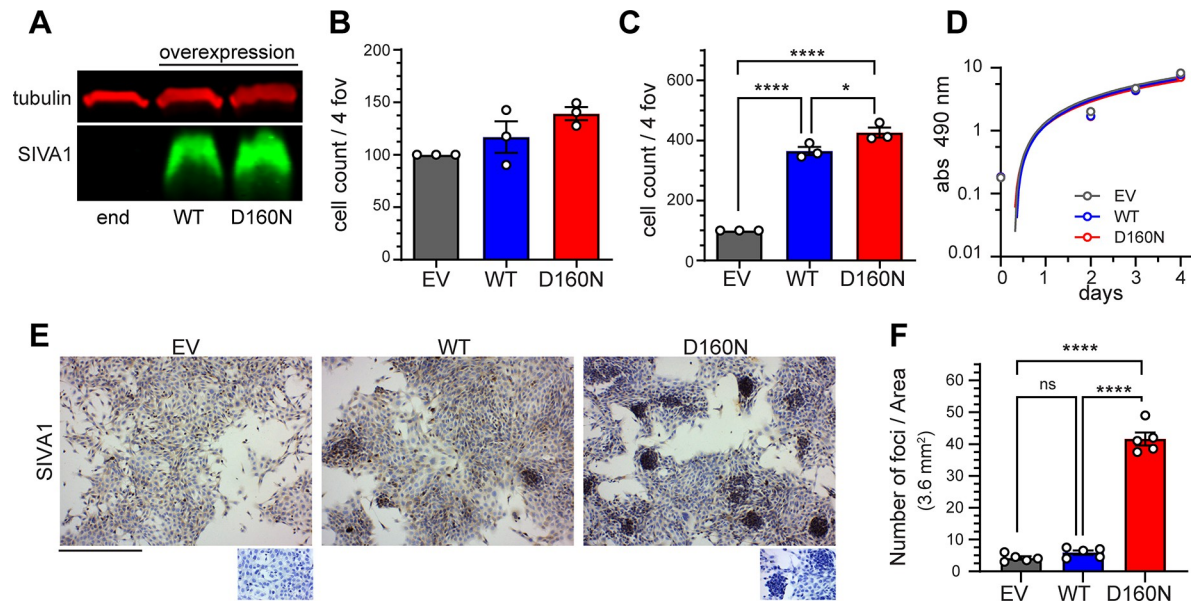 A
overexpression
tubulin
SIVA1
end WT D160N
B
cell count / 4 fov
200
150
100
50
0
EV WT D160N
C
cell count / 4 fov
600
400
200
0
****
**** *
EV WT D160N
D
abs 490 nm
10
1
0.1
0.01
EV
WT
D160N
0 1 2 3 4
days
E
EV WT D160N
SIVA1
F
Number of foci / Area
(3.6 mm²)
60
50
40
30
20
10
0
****
ns ****
EV WT D160N